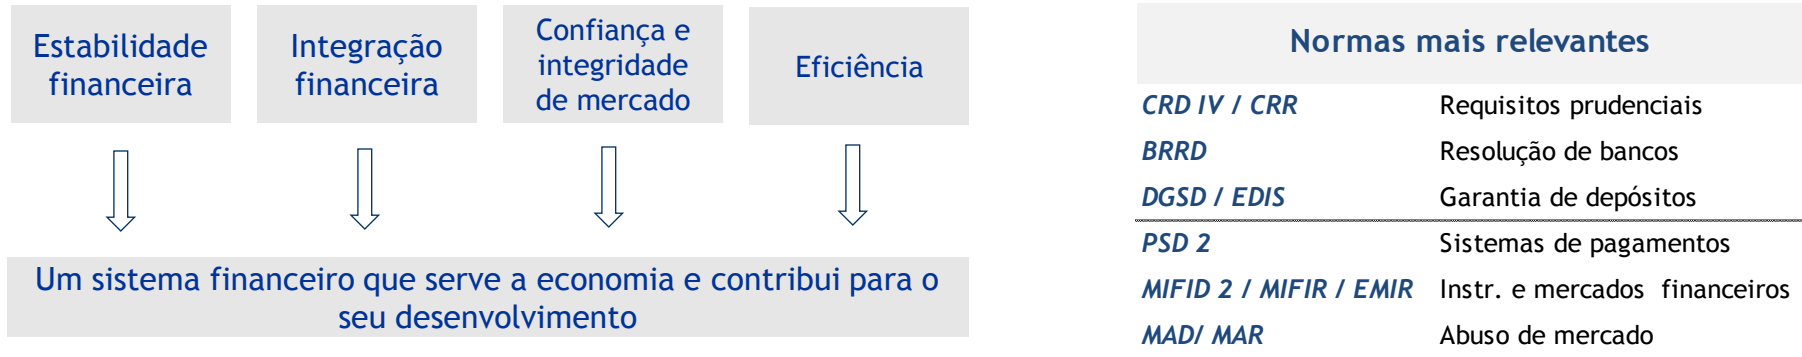 Estabilidade
financeira
Integração
financeira
Confiança e
integridade
de mercado
Eficiência
Um sistema financeiro que serve a economia e contribui para o
seu desenvolvimento
Normas mais relevantes
CRD IV / CRR Requisitos prudenciais
BRRD Resolução de bancos
DGSD / EDIS Garantia de depósitos
PSD 2 Sistemas de pagamentos
MIFID 2 / MIFIR / EMIR Instr. e mercados financeiros
MAD/ MAR Abuso de mercado